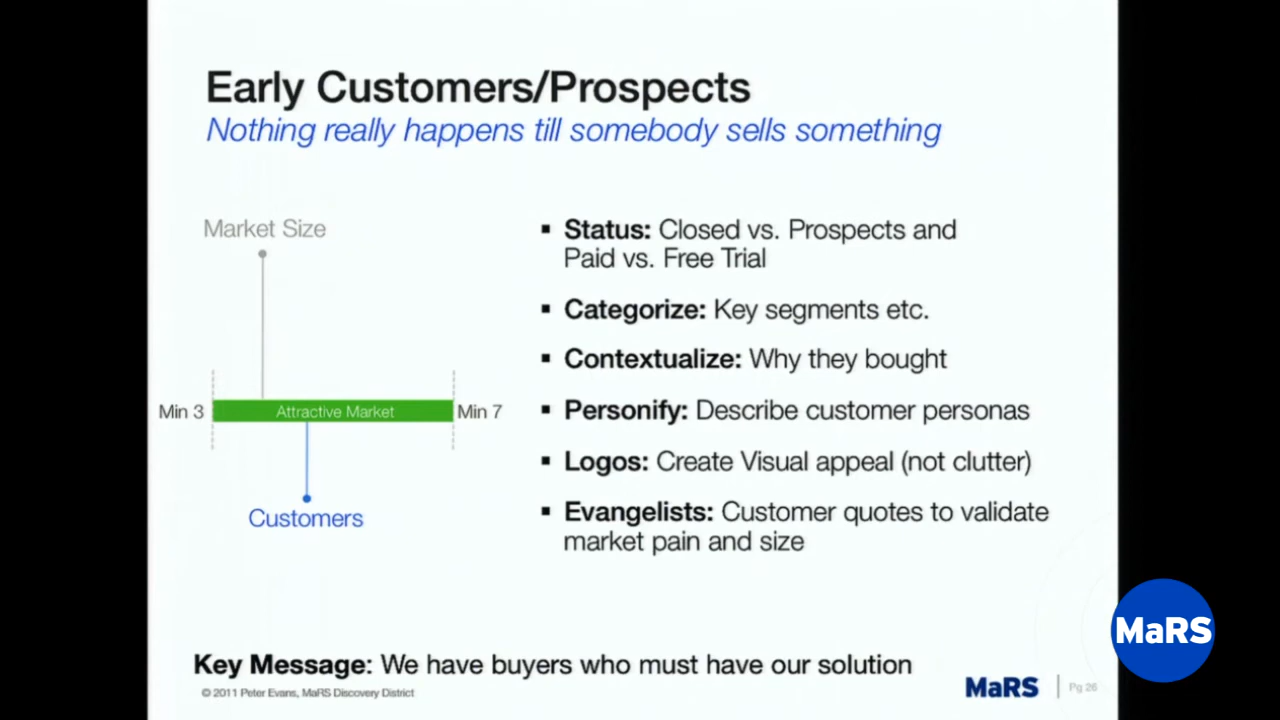 Early Customers/Prospects
Nothing really happens till somebody sells something
Market Size
Min 3
Attractive Market
Min 7
Customers
▪ Status: Closed vs. Prospects and
Paid vs. Free Trial
▪ Categorize: Key segments etc.
▪ Contextualize: Why they bought
▪ Personify: Describe customer personas
▪ Logos: Create Visual appeal (not clutter)
▪ Evangelists: Customer quotes to validate
market pain and size
Key Message: We have buyers who must have our solution
© 2011 Peter Evans, MaRS Discovery District
MaRS
Pg 26
MaRS